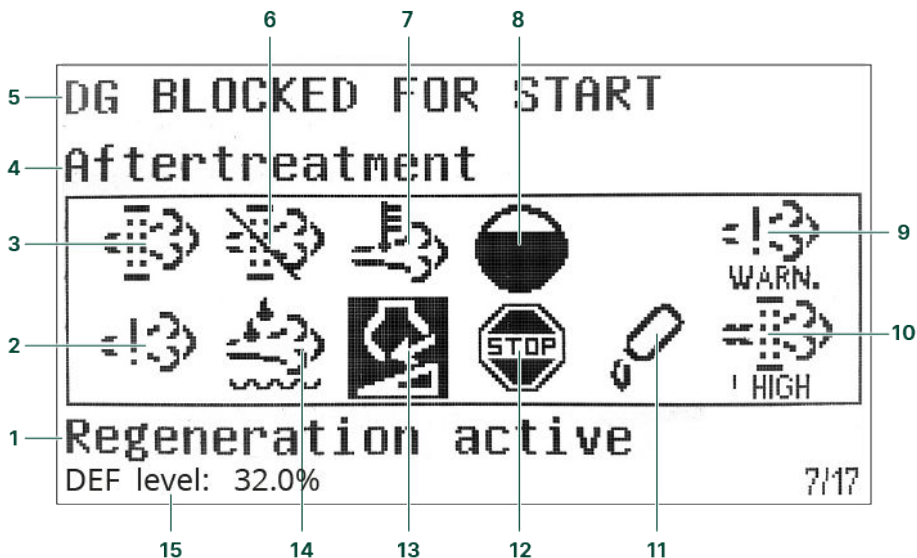 6 7 8
5 DG BLOCKED FOR START
4 Aftertreatment
3 9
WARN.
2 STOP 10
! HIGH
1 Regeneration active
DEF level: 32.0% 7/17
15 14 13 12 11